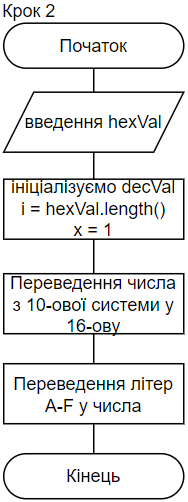 Крок 2
Початок
введення hexVal
ініціалізуємо decVal
i = hexVal.length()
x = 1
Переведення числа
з 10-ової системи у
16-ову
Переведення літер
A-F у числа
Кінець